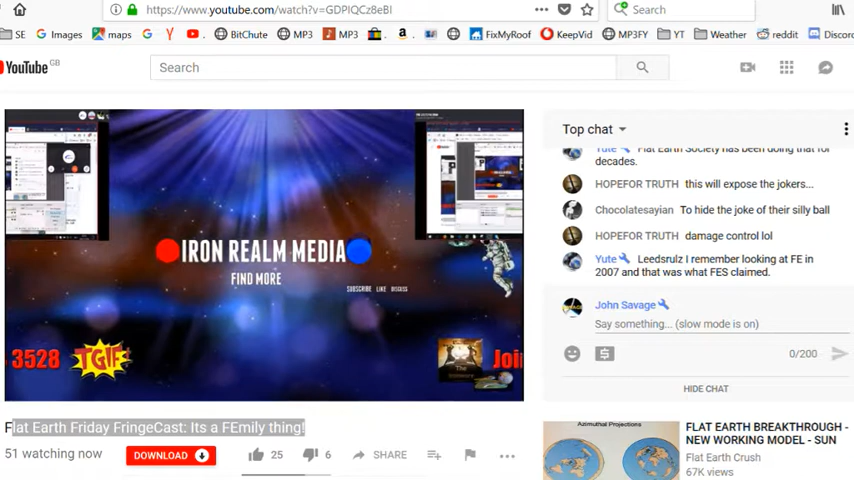 https://www.youtube.com/watch?v=GDPIQCz8eBI
Search
SE
Images
maps
BitChute
MP3
MP3
FixMyRoof
KeepVid
MP3FY
YT
Weather
reddit
Discord
YouTube GB
Search
Top chat
Yute Flat Earth Society has been doing that for
decades.
HOPEFOR TRUTH this will expose the jokers...
Chocolatesayian To hide the joke of their silly ball
HOPEFOR TRUTH damage control lol
Yute Leedsrulz I remember looking at FE in
2007 and that was what FES claimed.
John Savage
Say something... (slow mode is on)
0/200
HIDE CHAT
IRON REALM MEDIA
FIND MORE
SUBSCRIBE LIKE DISCUSS
3528
TGIF
The
Joi
Flat Earth Friday FringeCast: Its a FEmily thing!
51 watching now
DOWNLOAD
25
6
SHARE
Azimuthal Projections
FLAT EARTH BREAKTHROUGH -
NEW WORKING MODEL - SUN
Flat Earth Crush
67K views